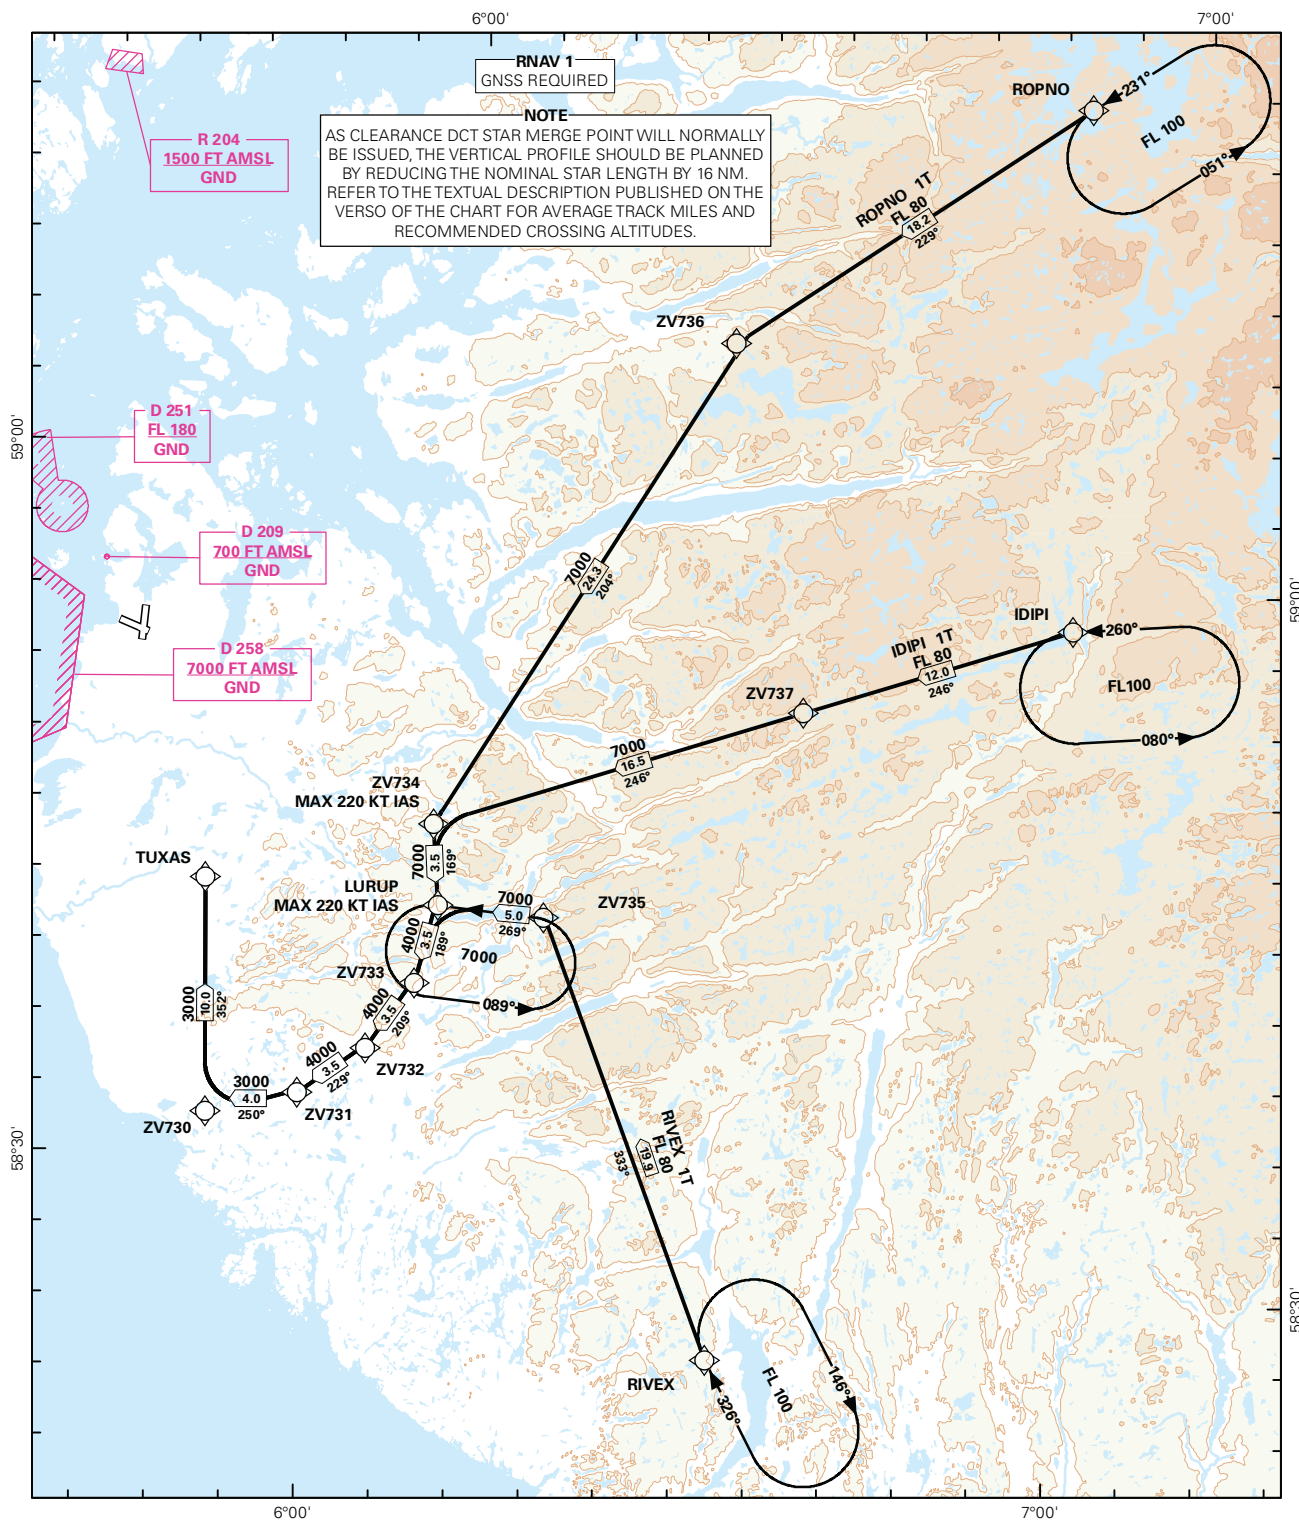 6°00'
7°00'
RNAV 1
GNSS REQUIRED
NOTE
AS CLEARANCE DCT STAR MERGE POINT WILL NORMALLY
BE ISSUED, THE VERTICAL PROFILE SHOULD BE PLANNED
BY REDUCING THE NOMINAL STAR LENGTH BY 16 NM.
REFER TO THE TEXTUAL DESCRIPTION PUBLISHED ON THE
VERSO OF THE CHART FOR AVERAGE TRACK MILES AND
RECOMMENDED CROSSING ALTITUDES.
R 204
1500 FT AMSL
GND
ROPNO
231°
FL 100
051°
ROPNO 1T
FL 80
18.2
229°
ZV736
59°00'
D 251
FL 180
GND
D 209
700 FT AMSL
GND
7000
24.3
204°
59°00'
D 258
7000 FT AMSL
GND
IDIPI
260°
FL100
080°
IDIPI 1T
FL 80
12.0
246°
ZV737
7000
16.5
246°
ZV734
MAX 220 KT IAS
7000
3.5
169°
TUXAS
LURUP
MAX 220 KT IAS
7000
5.0
269°
ZV735
4000
3.5
189°
7000
089°
ZV733
4000
3.5
209°
3000
10.0
352°
ZV732
4000
3.5
229°
3000
4.0
250°
ZV731
ZV730
58°30'
RIVEX 1T
FL 80
19.9
333°
58°30'
RIVEX
326°
FL 100
146°
6°00'
7°00'